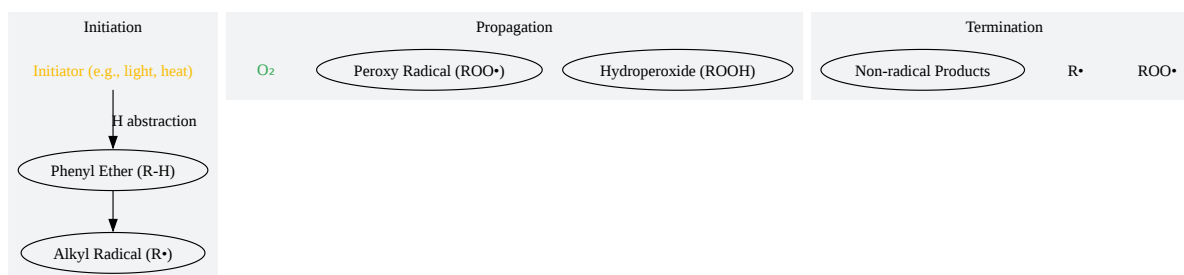 Initiation
Initiator (e.g., light, heat)
H abstraction
Phenyl Ether (R-H)
Alkyl Radical (R•)
Propagation
O₂
Peroxy Radical (ROO•)
Hydroperoxide (ROOH)
Termination
Non-radical Products
R•
ROO•